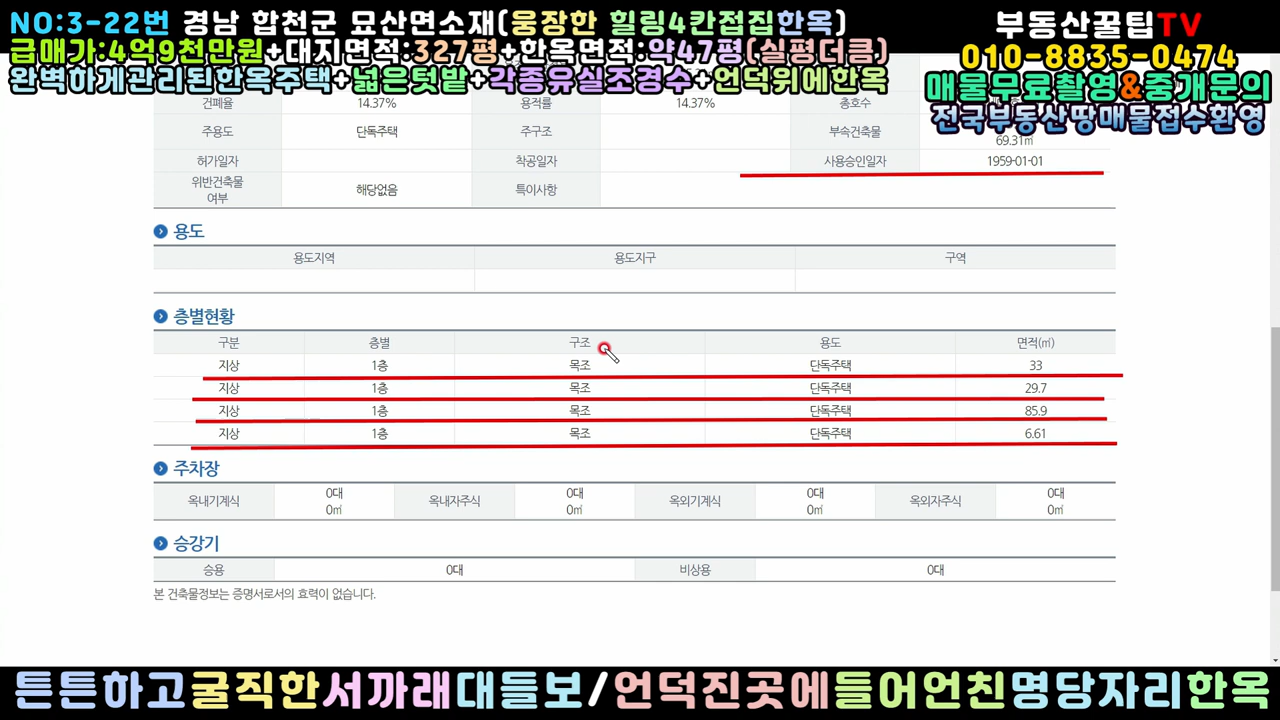 NO:3-22번 경남 합천군 묘산면소재(웅장한 힐링4칸접집한옥)
급매가:4억9천만원+대지면적:327평+한옥면적:약47평(실평더큼)
완벽하게관리된한옥주택+넓은텃밭+각종유실조경수+언덕위에한옥
부동산꿀팁TV
010-8835-0474
매물무료촬영&중개문의
전국부동산땅매물접수환영
건폐율 14.37% 용적률 14.37% 총호수
주용도 단독주택 주구조 부속건축물 69.31㎡
허가일자 착공일자 사용승인일자 1959-01-01
위반건축물 여부 해당없음 특이사항
용도
용도지역 용도지구 구역
층별현황
구분 층별 구조 용도 면적(㎡)
지상 1층 목조 단독주택 33
지상 1층 목조 단독주택 29.7
지상 1층 목조 단독주택 85.9
지상 1층 목조 단독주택 6.61
주차장
옥내기계식 0대 0㎡ 옥내자주식 0대 0㎡ 옥외기계식 0대 0㎡ 옥외자주식 0대 0㎡
승강기
승용 0대 비상용 0대
본 건축물정보는 증명서로서의 효력이 없습니다.
튼튼하고굴직한서까래대들보/언덕진곳에들어언친명당자리한옥